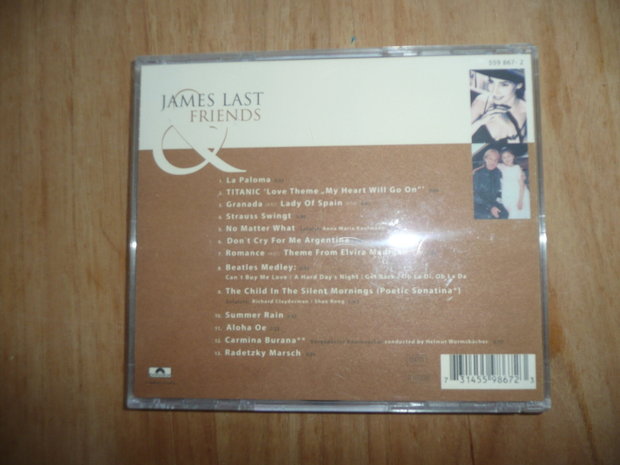 559 867-2
JAMES LAST
& FRIENDS
1. La Paloma
2. TITANIC "Love Theme „My Heart Will Go On""
3. Granada Lady Of Spain
4. Strauss Swingt
5. No Matter What Anna Maria Kaufmann
6. Don't Cry For Me Argentina
7. Romance Theme From Elvira Madigan
8. Beatles Medley:
Can't Buy Me Love / A Hard Day's Night / Get Back / Ob La Di, Ob La Da
9. The Child In The Silent Mornings (Poetic Sonatina*)
Solisten: Richard Clayderman / Shao Rong
10. Summer Rain
11. Aloha Oe
12. Carmina Burana** conducted by Helmut Wormsbächer
13. Radetzky Marsch
7 31455 98672 3